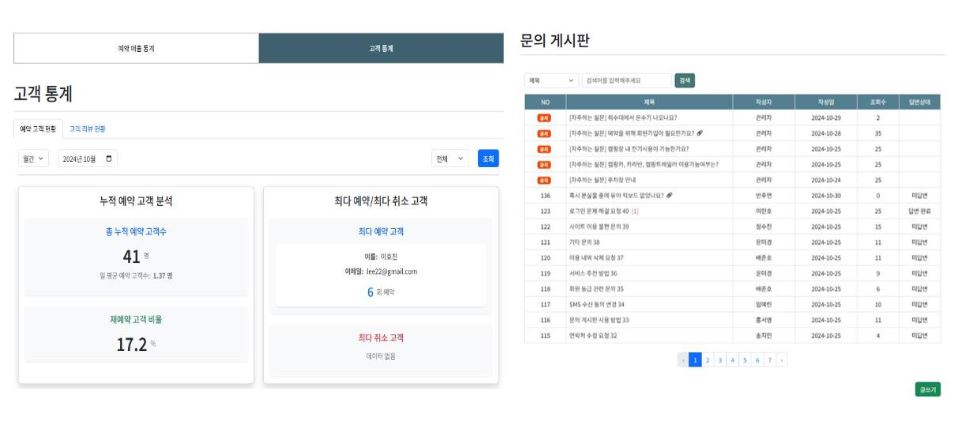 예약 매출 통계
고객 통계
고객 통계
예약 고객 현황
고객 리뷰 현황
월간
2024년 10월
전체
조회
누적 예약 고객 분석
총 누적 예약 고객수
41 명
일 평균 예약 고객수: 1.37 명
재예약 고객 비율
17.2 %
최다 예약/최다 취소 고객
최다 예약 고객
이름: 이호진
이메일: lee22@gmail.com
6 회 예약
최다 취소 고객
데이터 없음
문의 게시판
제목
검색어를 입력해주세요
검색
NO 제목 작성자 작성일 조회수 답변상태
공지 [자주하는 질문] 취수대에서 온수가 나오나요? 관리자 2024-10-29 2
공지 [자주하는 질문] 예약을 위해 회원가입이 필요한가요? 관리자 2024-10-28 35
공지 [자주하는 질문] 캠핑장 내 전기사용이 가능한가요? 관리자 2024-10-25 25
공지 [자주하는 질문] 캠핑카, 카라반, 캠핑트레일러 이용가능여부는? 관리자 2024-10-25 25
공지 [자주하는 질문] 주차장 안내 관리자 2024-10-24 25
136 혹시 분실물 중에 유아 킥보드 없었나요? 반주연 2024-10-30 0 미답변
123 로그인 문제 해결 요청 40 (1) 이민호 2024-10-25 25 답변 완료
122 사이트 이용 불편 문의 39 정수진 2024-10-25 15 미답변
121 기타 문의 38 윤미경 2024-10-25 11 미답변
120 이용 내역 삭제 요청 37 배준호 2024-10-25 11 미답변
119 서비스 추천 방법 36 윤미경 2024-10-25 9 미답변
118 회원 등급 관련 문의 35 배준호 2024-10-25 6 미답변
117 SMS 수신 동의 변경 34 임예린 2024-10-25 10 미답변
116 문의 게시판 사용 방법 33 홍서영 2024-10-25 11 미답변
115 연락처 수정 요청 32 송지민 2024-10-25 4 미답변
‹ 1 2 3 4 5 6 7 ›
글쓰기